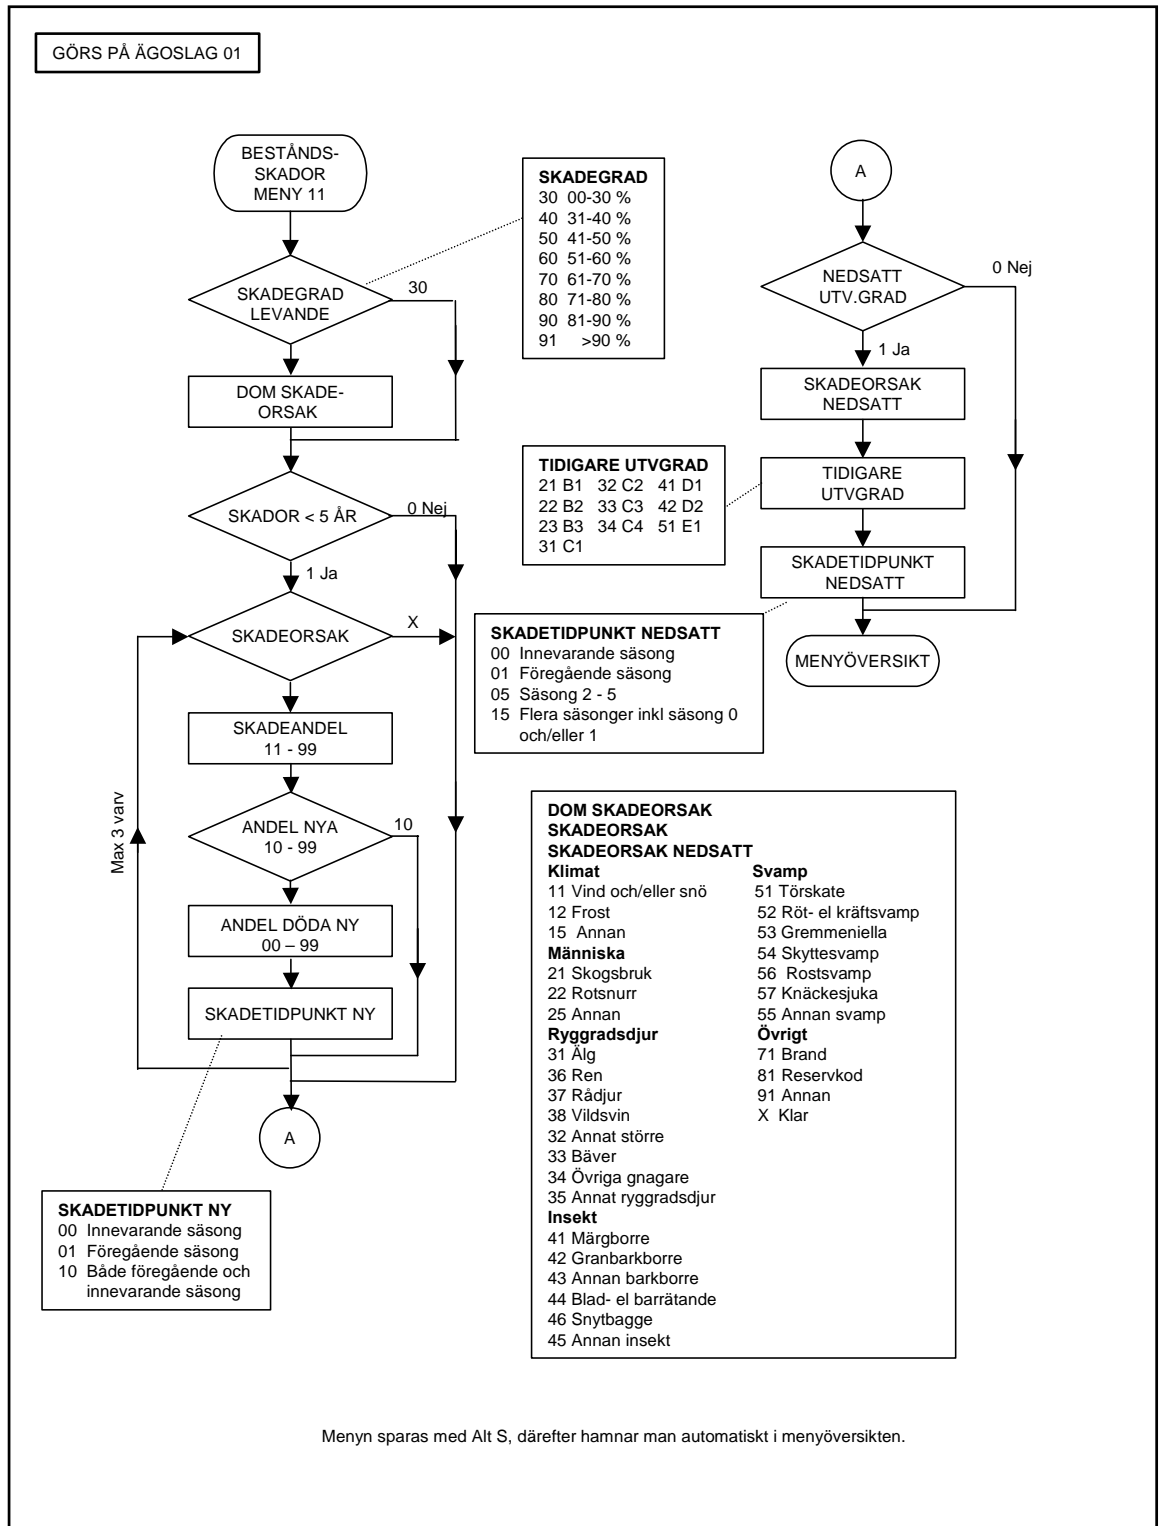 GÖRS PÅ ÄGOSLAG 01
BESTÅNDS-
SKADOR
MENY 11
SKADEGRAD
LEVANDE
30
DOM SKADE-
ORSAK
SKADOR < 5 ÅR
0 Nej
1 Ja
SKADEORSAK
X
SKADEANDEL
11 - 99
ANDEL NYA
10 - 99
10
Max 3 varv
ANDEL DÖDA NY
00 – 99
SKADETIDPUNKT NY
A
SKADETIDPUNKT NY
00 Innevarande säsong
01 Föregående säsong
10 Både föregående och
innevarande säsong
SKADEGRAD
30 00-30 %
40 31-40 %
50 41-50 %
60 51-60 %
70 61-70 %
80 71-80 %
90 81-90 %
91 >90 %
A
NEDSATT
UTV.GRAD
0 Nej
1 Ja
SKADEORSAK
NEDSATT
TIDIGARE
UTVGRAD
SKADETIDPUNKT
NEDSATT
MENYÖVERSIKT
TIDIGARE UTVGRAD
21 B1 32 C2 41 D1
22 B2 33 C3 42 D2
23 B3 34 C4 51 E1
31 C1
SKADETIDPUNKT NEDSATT
00 Innevarande säsong
01 Föregående säsong
05 Säsong 2 - 5
15 Flera säsonger inkl säsong 0
och/eller 1
DOM SKADEORSAK
SKADEORSAK
SKADEORSAK NEDSATT
Klimat
11 Vind och/eller snö
12 Frost
15 Annan
Människa
21 Skogsbruk
22 Rotsnurr
25 Annan
Ryggradsdjur
31 Älg
36 Ren
37 Rådjur
38 Vildsvin
32 Annat större
33 Bäver
34 Övriga gnagare
35 Annat ryggradsdjur
Insekt
41 Märgborre
42 Granbarkborre
43 Annan barkborre
44 Blad- el barrätande
46 Snytbagge
45 Annan insekt
Svamp
51 Törskate
52 Röt- el kräftsvamp
53 Gremmeniella
54 Skyttesvamp
56 Rostsvamp
57 Knäckesjuka
55 Annan svamp
Övrigt
71 Brand
81 Reservkod
91 Annan
X Klar
Menyn sparas med Alt S, därefter hamnar man automatiskt i menyöversikten.